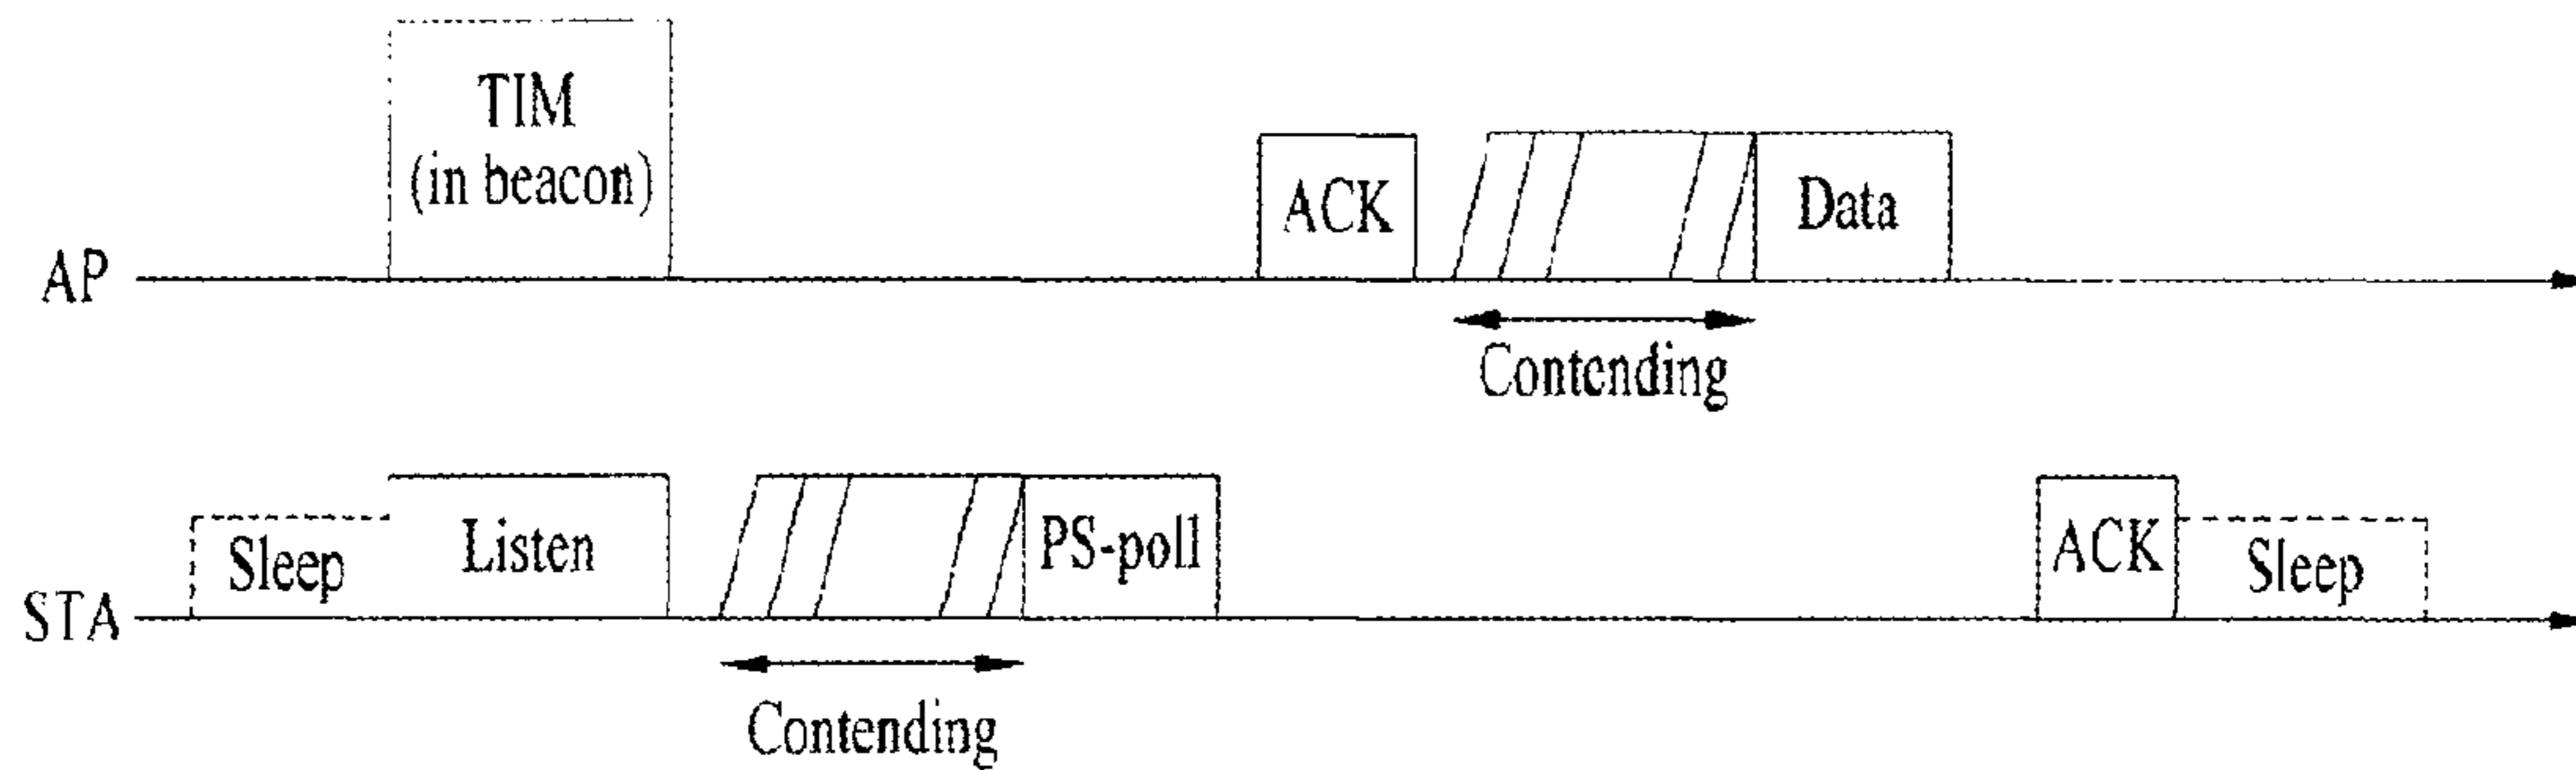 TIM
(in beacon)
ACK
Data
AP
Contending
Sleep
Listen
PS-poll
ACK
Sleep
STA
Contending